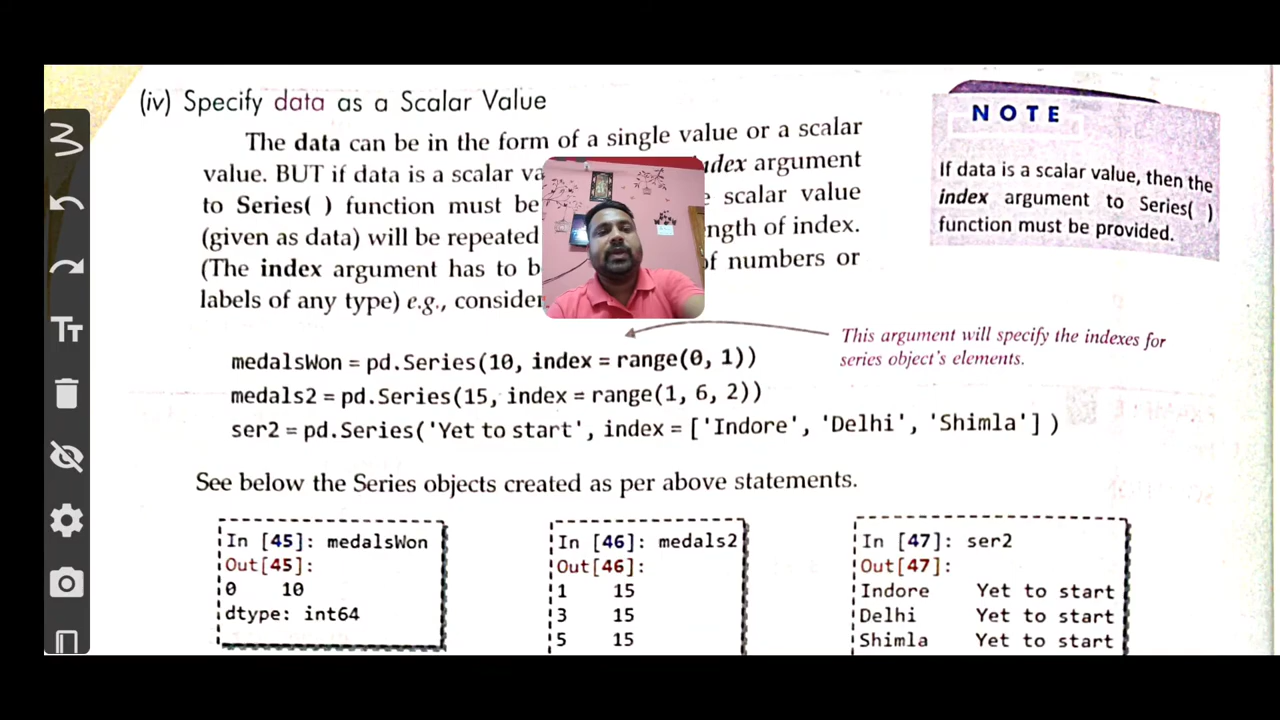 (iv) Specify data as a Scalar Value
The data can be in the form of a single value or a scalar
value. BUT if data is a scalar argument
to Series( ) function must be scalar value
(given as data) will be repeated of index.
(The index argument has to of numbers or
labels of any type) e.g.,
NOTE
If data is a scalar value, then the
index argument to Series( )
function must be provided.
This argument will specify the indexes for
series object's elements.
medalsWon = pd.Series(10, index = range(0, 1))
medals2 = pd.Series(15, index = range(1, 6, 2))
ser2 = pd.Series('Yet to start', index = ['Indore', 'Delhi', 'Shimla'] )
See below the Series objects created as per above statements.
In [45]: medalsWon
Out[45]:
0 10
dtype: int64
In [46]: medals2
Out[46]:
1 15
3 15
5 15
In [47]: ser2
Out[47]:
Indore Yet to start
Delhi Yet to start
Shimla Yet to start
TT